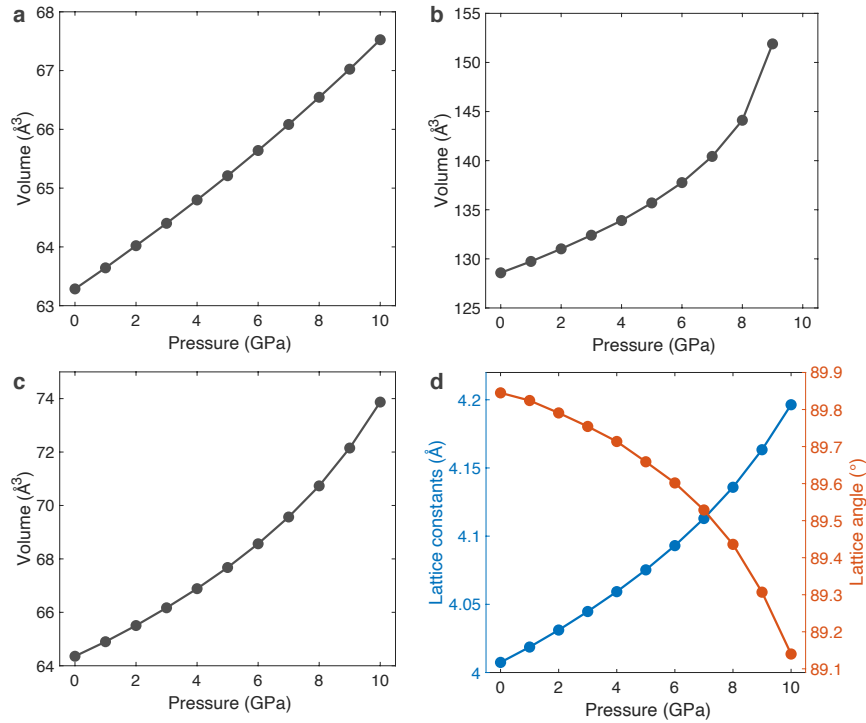 a
68
67
66
65
64
63
Volume (Å³)
0 2 4 6 8 10
Pressure (GPa)
b
155
150
145
140
135
130
125
Volume (Å³)
0 2 4 6 8 10
Pressure (GPa)
c
74
72
70
68
66
64
Volume (Å³)
0 2 4 6 8 10
Pressure (GPa)
d
4.2
4.15
4.1
4.05
4
Lattice constants (Å)
89.9
89.8
89.7
89.6
89.5
89.4
89.3
89.2
89.1
Lattice angle (°)
0 2 4 6 8 10
Pressure (GPa)